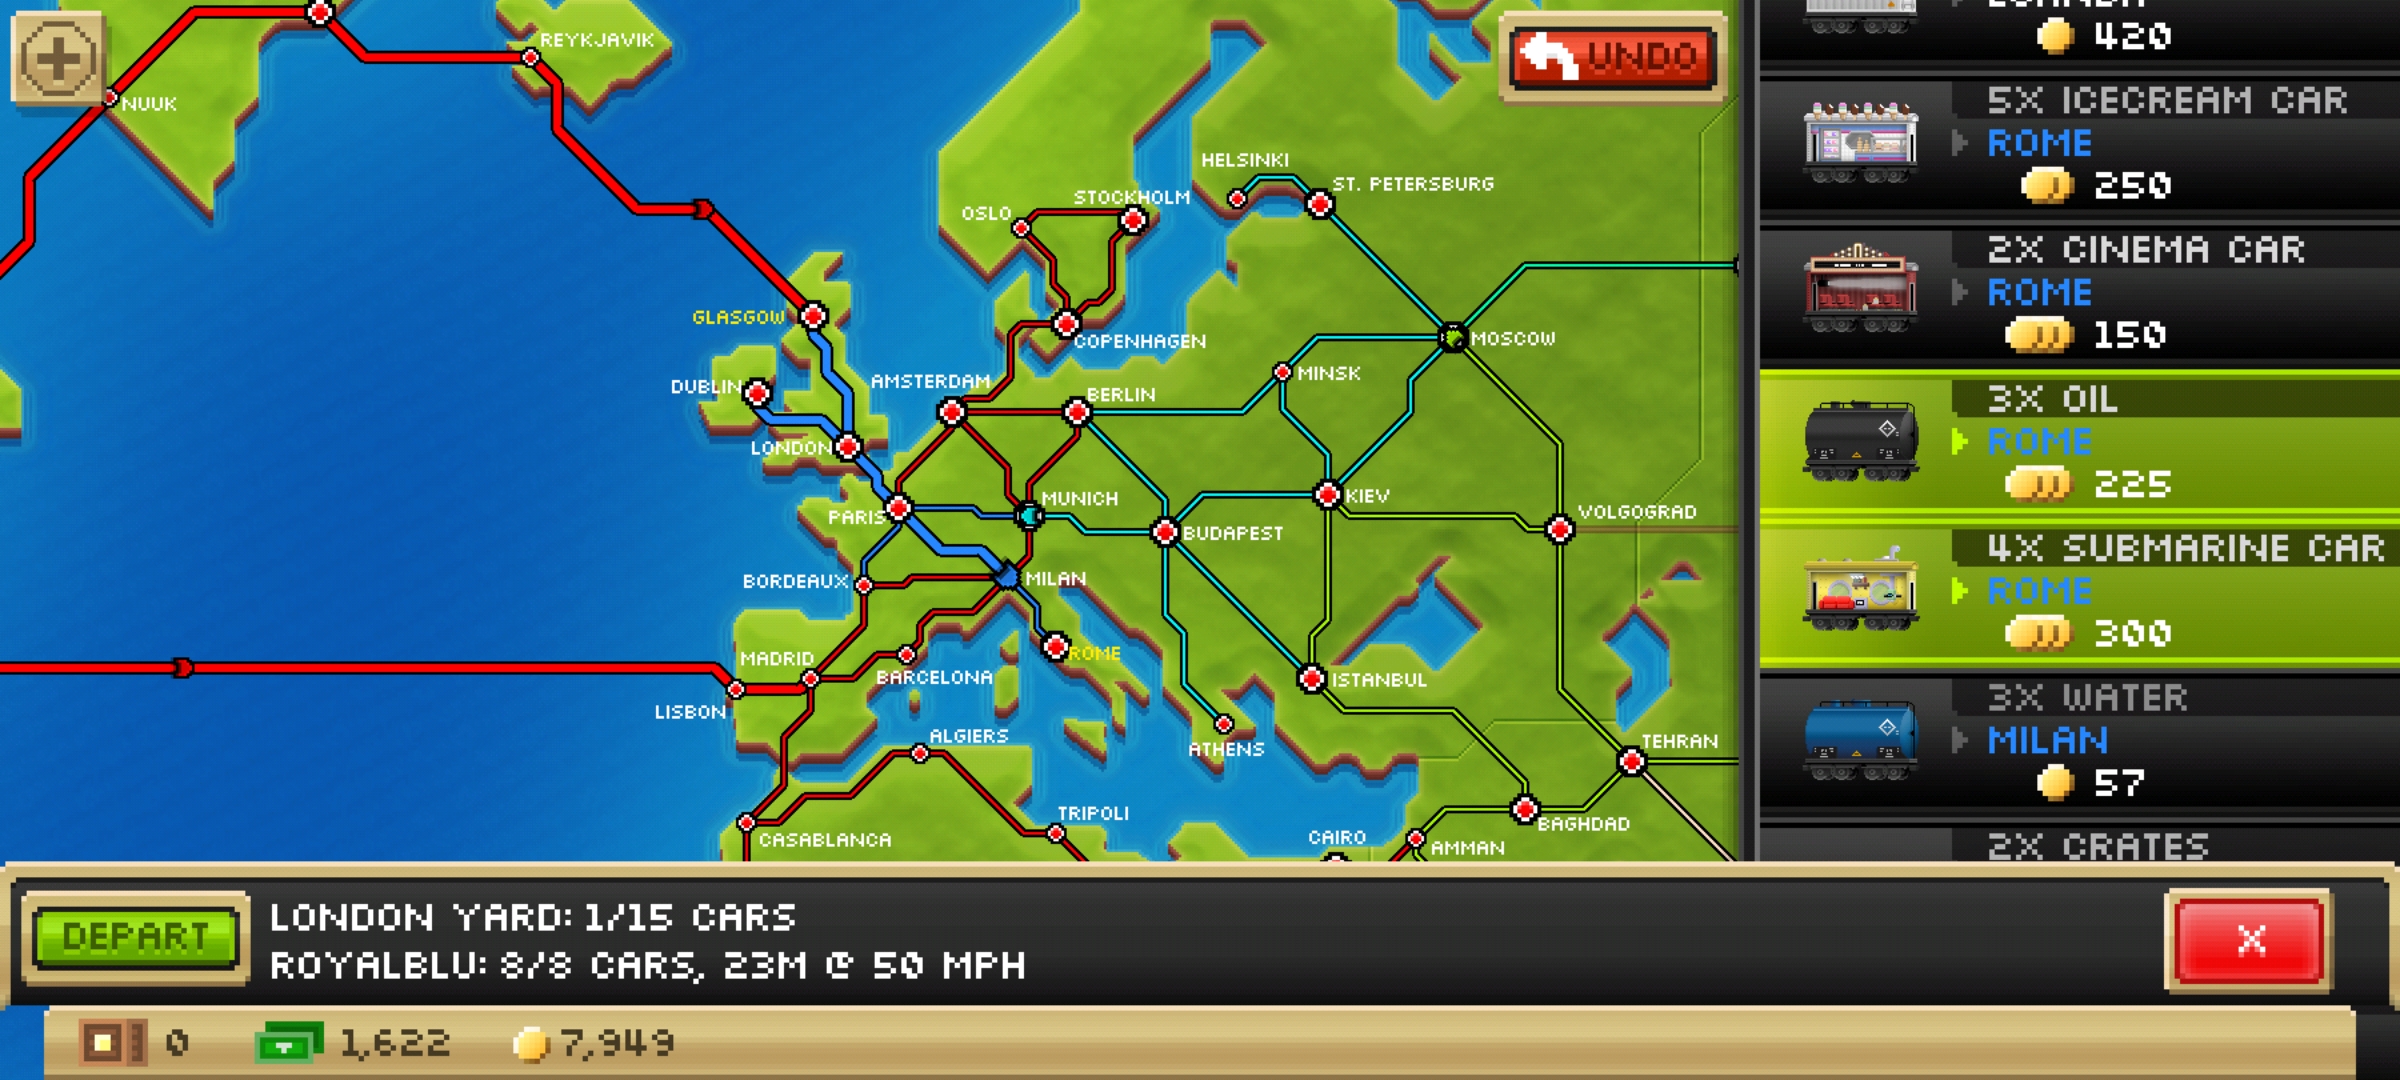 REYKJAVIK
NUUK
UNDO
HELSINKI
ST. PETERSBURG
STOCKHOLM
OSLO
GLASGOW
COPENHAGEN
MOSCOW
DUBLIN
AMSTERDAM
BERLIN
MINSK
LONDON
MUNICH
KIEV
PARIS
BUDAPEST
VOLGOGRAD
BORDEAUX
MILAN
ROME
MADRID
BARCELONA
ISTANBUL
LISBON
ALGIERS
ATHENS
TEHRAN
TRIPOLI
CASABLANCA
CAIRO
AMMAN
BAGHDAD
420
5X ICECREAM CAR
ROME
250
2X CINEMA CAR
ROME
150
3X OIL
ROME
225
4X SUBMARINE CAR
ROME
300
3X WATER
MILAN
57
2X CRATES
DEPART
LONDON YARD: 1/15 CARS
ROYALBLU: 8/8 CARS, 23M @ 50 MPH
X
0
1,622
7,949